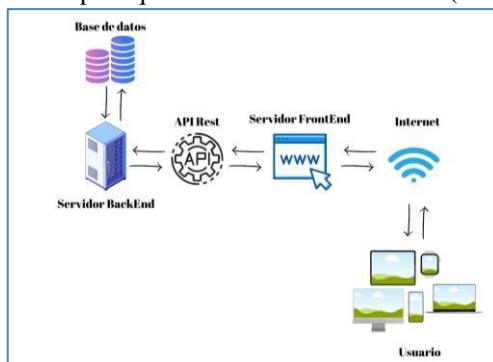 Base de datos
API Rest
Servidor FrontEnd
Internet
API
WWW
Servidor BackEnd
Usuario